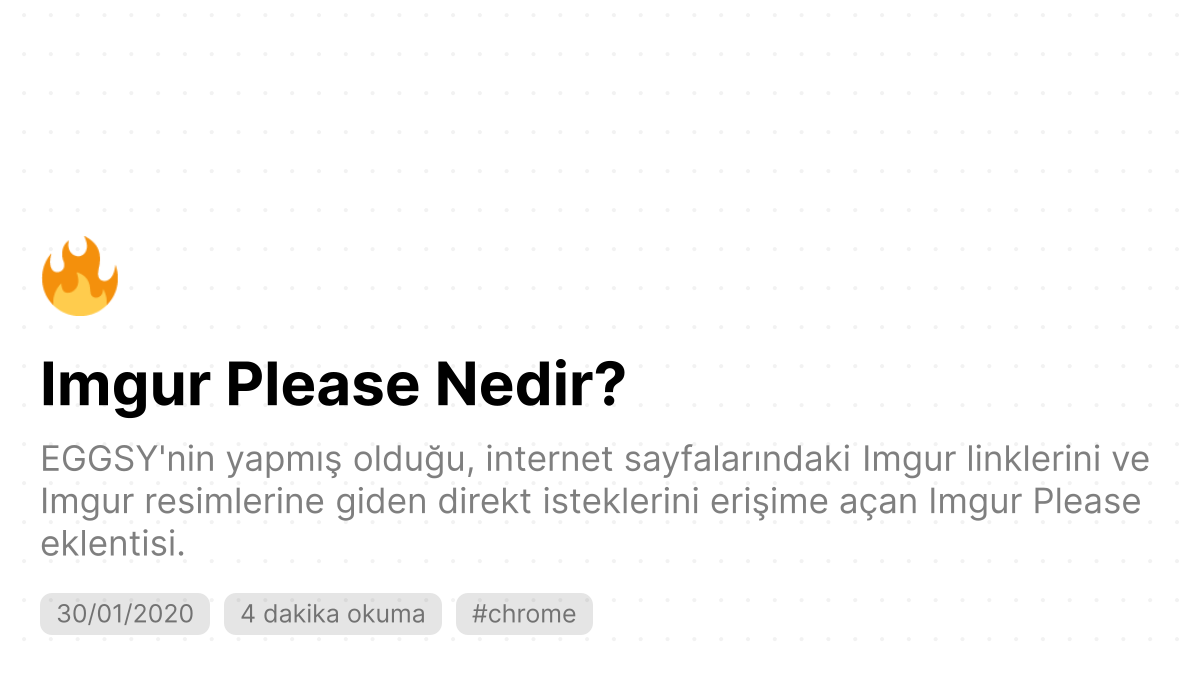 Imgur Please Nedir?
EGGSY'nin yapmış olduğu, internet sayfalarındaki Imgur linklerini ve
Imgur resimlerine giden direkt isteklerini erişime açan Imgur Please
eklentisi.
30/01/2020 4 dakika okuma #chrome